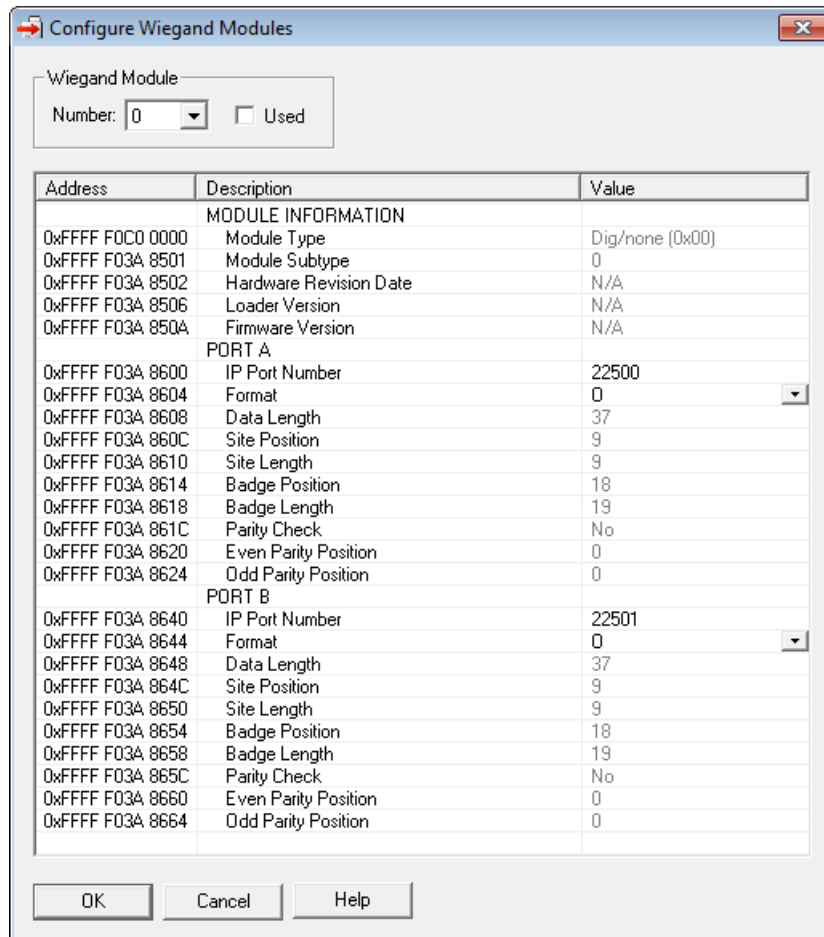 Configure Wiegand Modules
Wiegand Module
Number: 0 Used
Address Description Value
MODULE INFORMATION
0xFFFF F0C0 0000 Module Type Dig/none (0x00)
0xFFFF F03A 8501 Module Subtype 0
0xFFFF F03A 8502 Hardware Revision Date N/A
0xFFFF F03A 8506 Loader Version N/A
0xFFFF F03A 850A Firmware Version N/A
PORT A
0xFFFF F03A 8600 IP Port Number 22500
0xFFFF F03A 8604 Format O
0xFFFF F03A 8608 Data Length 37
0xFFFF F03A 860C Site Position 9
0xFFFF F03A 8610 Site Length 9
0xFFFF F03A 8614 Badge Position 18
0xFFFF F03A 8618 Badge Length 19
0xFFFF F03A 861C Parity Check No
0xFFFF F03A 8620 Even Parity Position 0
0xFFFF F03A 8624 Odd Parity Position 0
PORT B
0xFFFF F03A 8640 IP Port Number 22501
0xFFFF F03A 8644 Format O
0xFFFF F03A 8648 Data Length 37
0xFFFF F03A 864C Site Position 9
0xFFFF F03A 8650 Site Length 9
0xFFFF F03A 8654 Badge Position 18
0xFFFF F03A 8658 Badge Length 19
0xFFFF F03A 865C Parity Check No
0xFFFF F03A 8660 Even Parity Position 0
0xFFFF F03A 8664 Odd Parity Position 0
OK Cancel Help